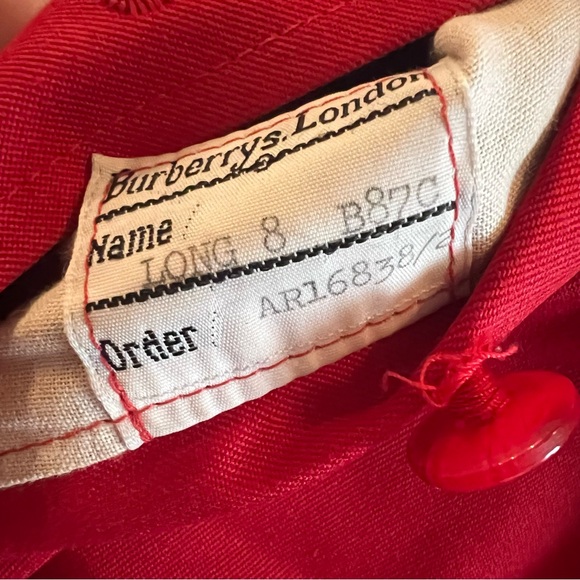 Burberrys. London
Name
LONG 8 B87C
Order AR16838/2